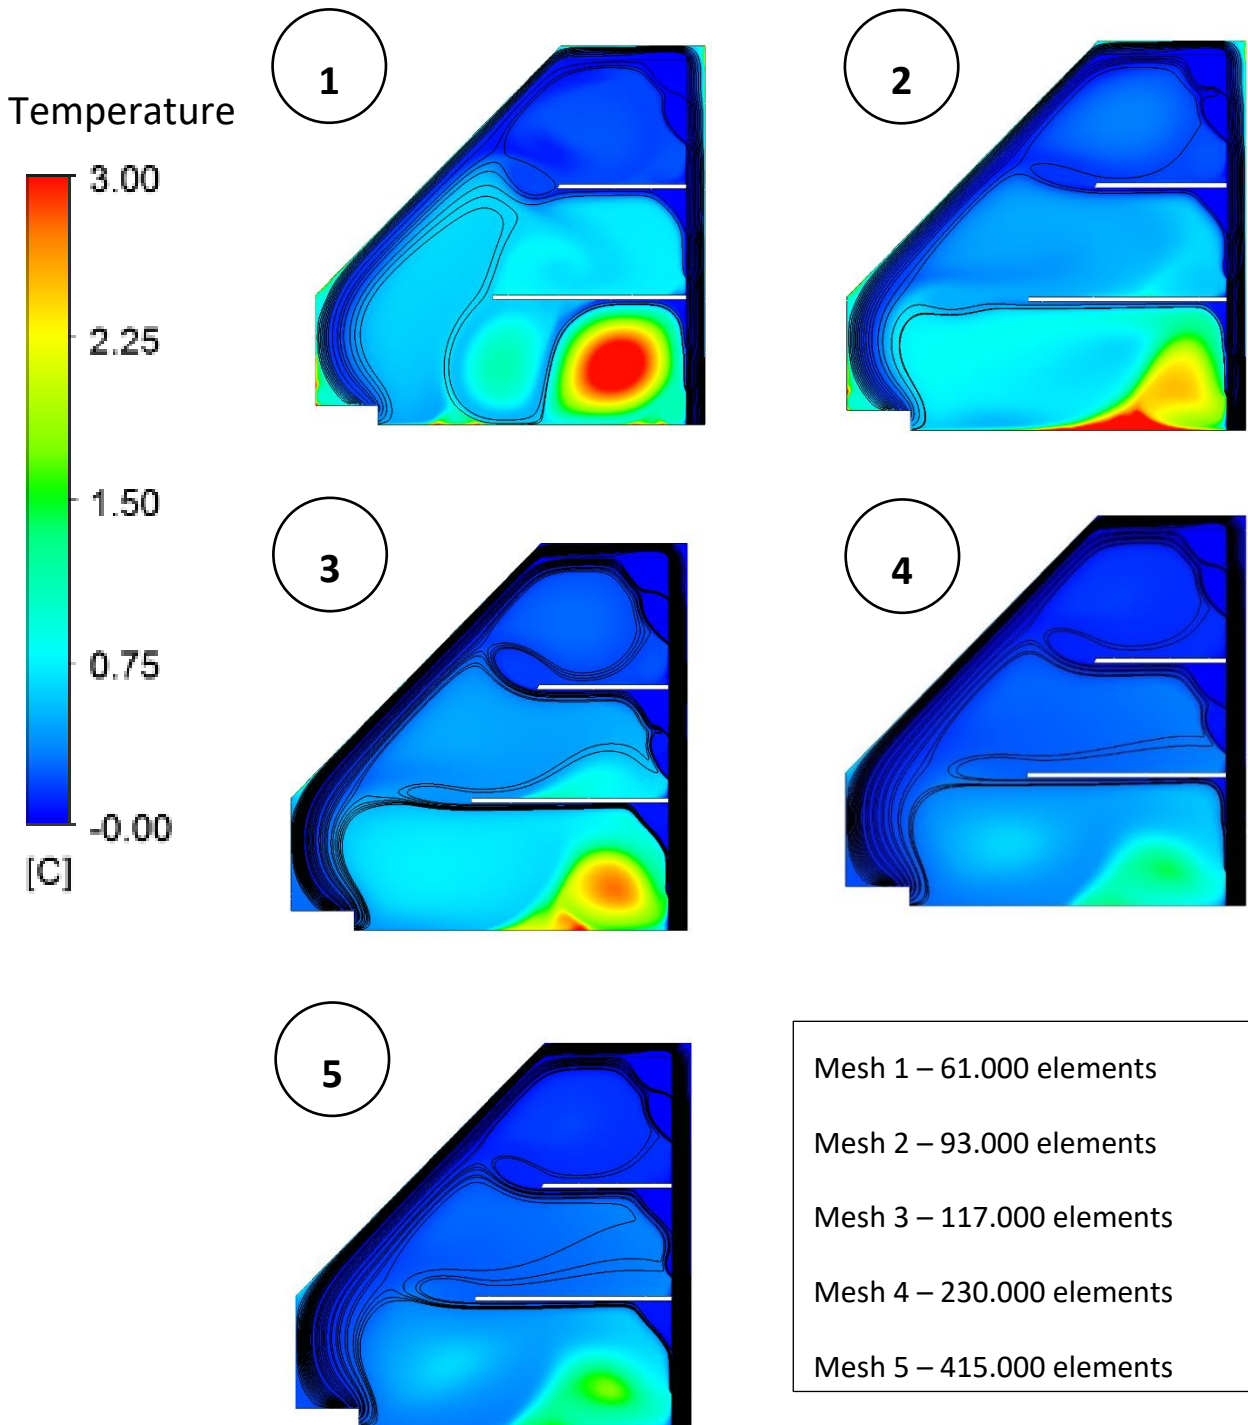 1
2
Temperature
3.00
2.25
1.50
0.75
-0.00
[C]
3
4
5
Mesh 1 – 61.000 elements
Mesh 2 – 93.000 elements
Mesh 3 – 117.000 elements
Mesh 4 – 230.000 elements
Mesh 5 – 415.000 elements